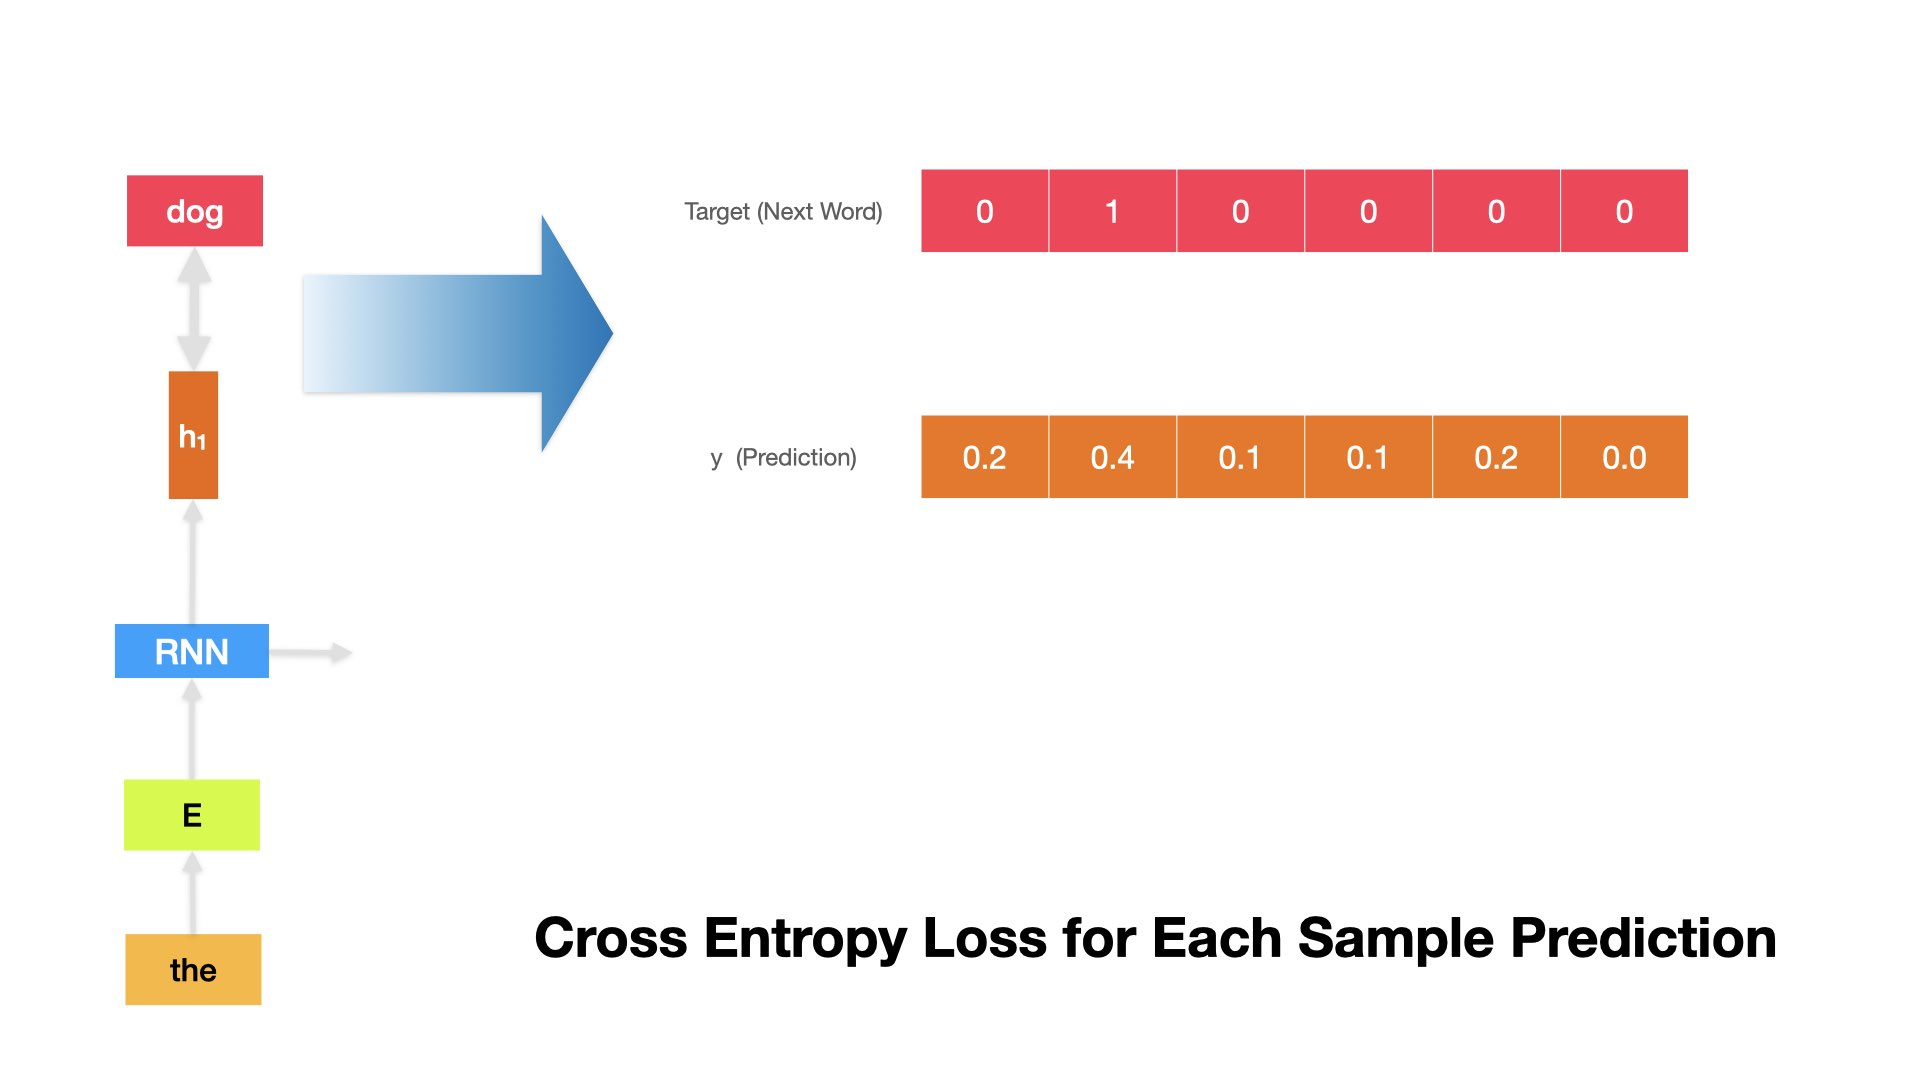 dog
h₁
RNN
E
the
Target (Next Word)
0 1 0 0 0 0
y (Prediction)
0.2 0.4 0.1 0.1 0.2 0.0
Cross Entropy Loss for Each Sample Prediction